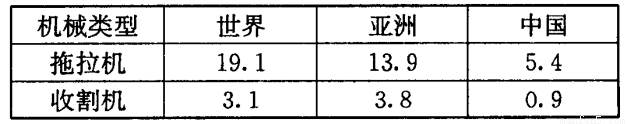 机械类型 世界 亚洲 中国
拖拉机 19.1 13.9 5.4
收割机 3.1 3.8 0.9